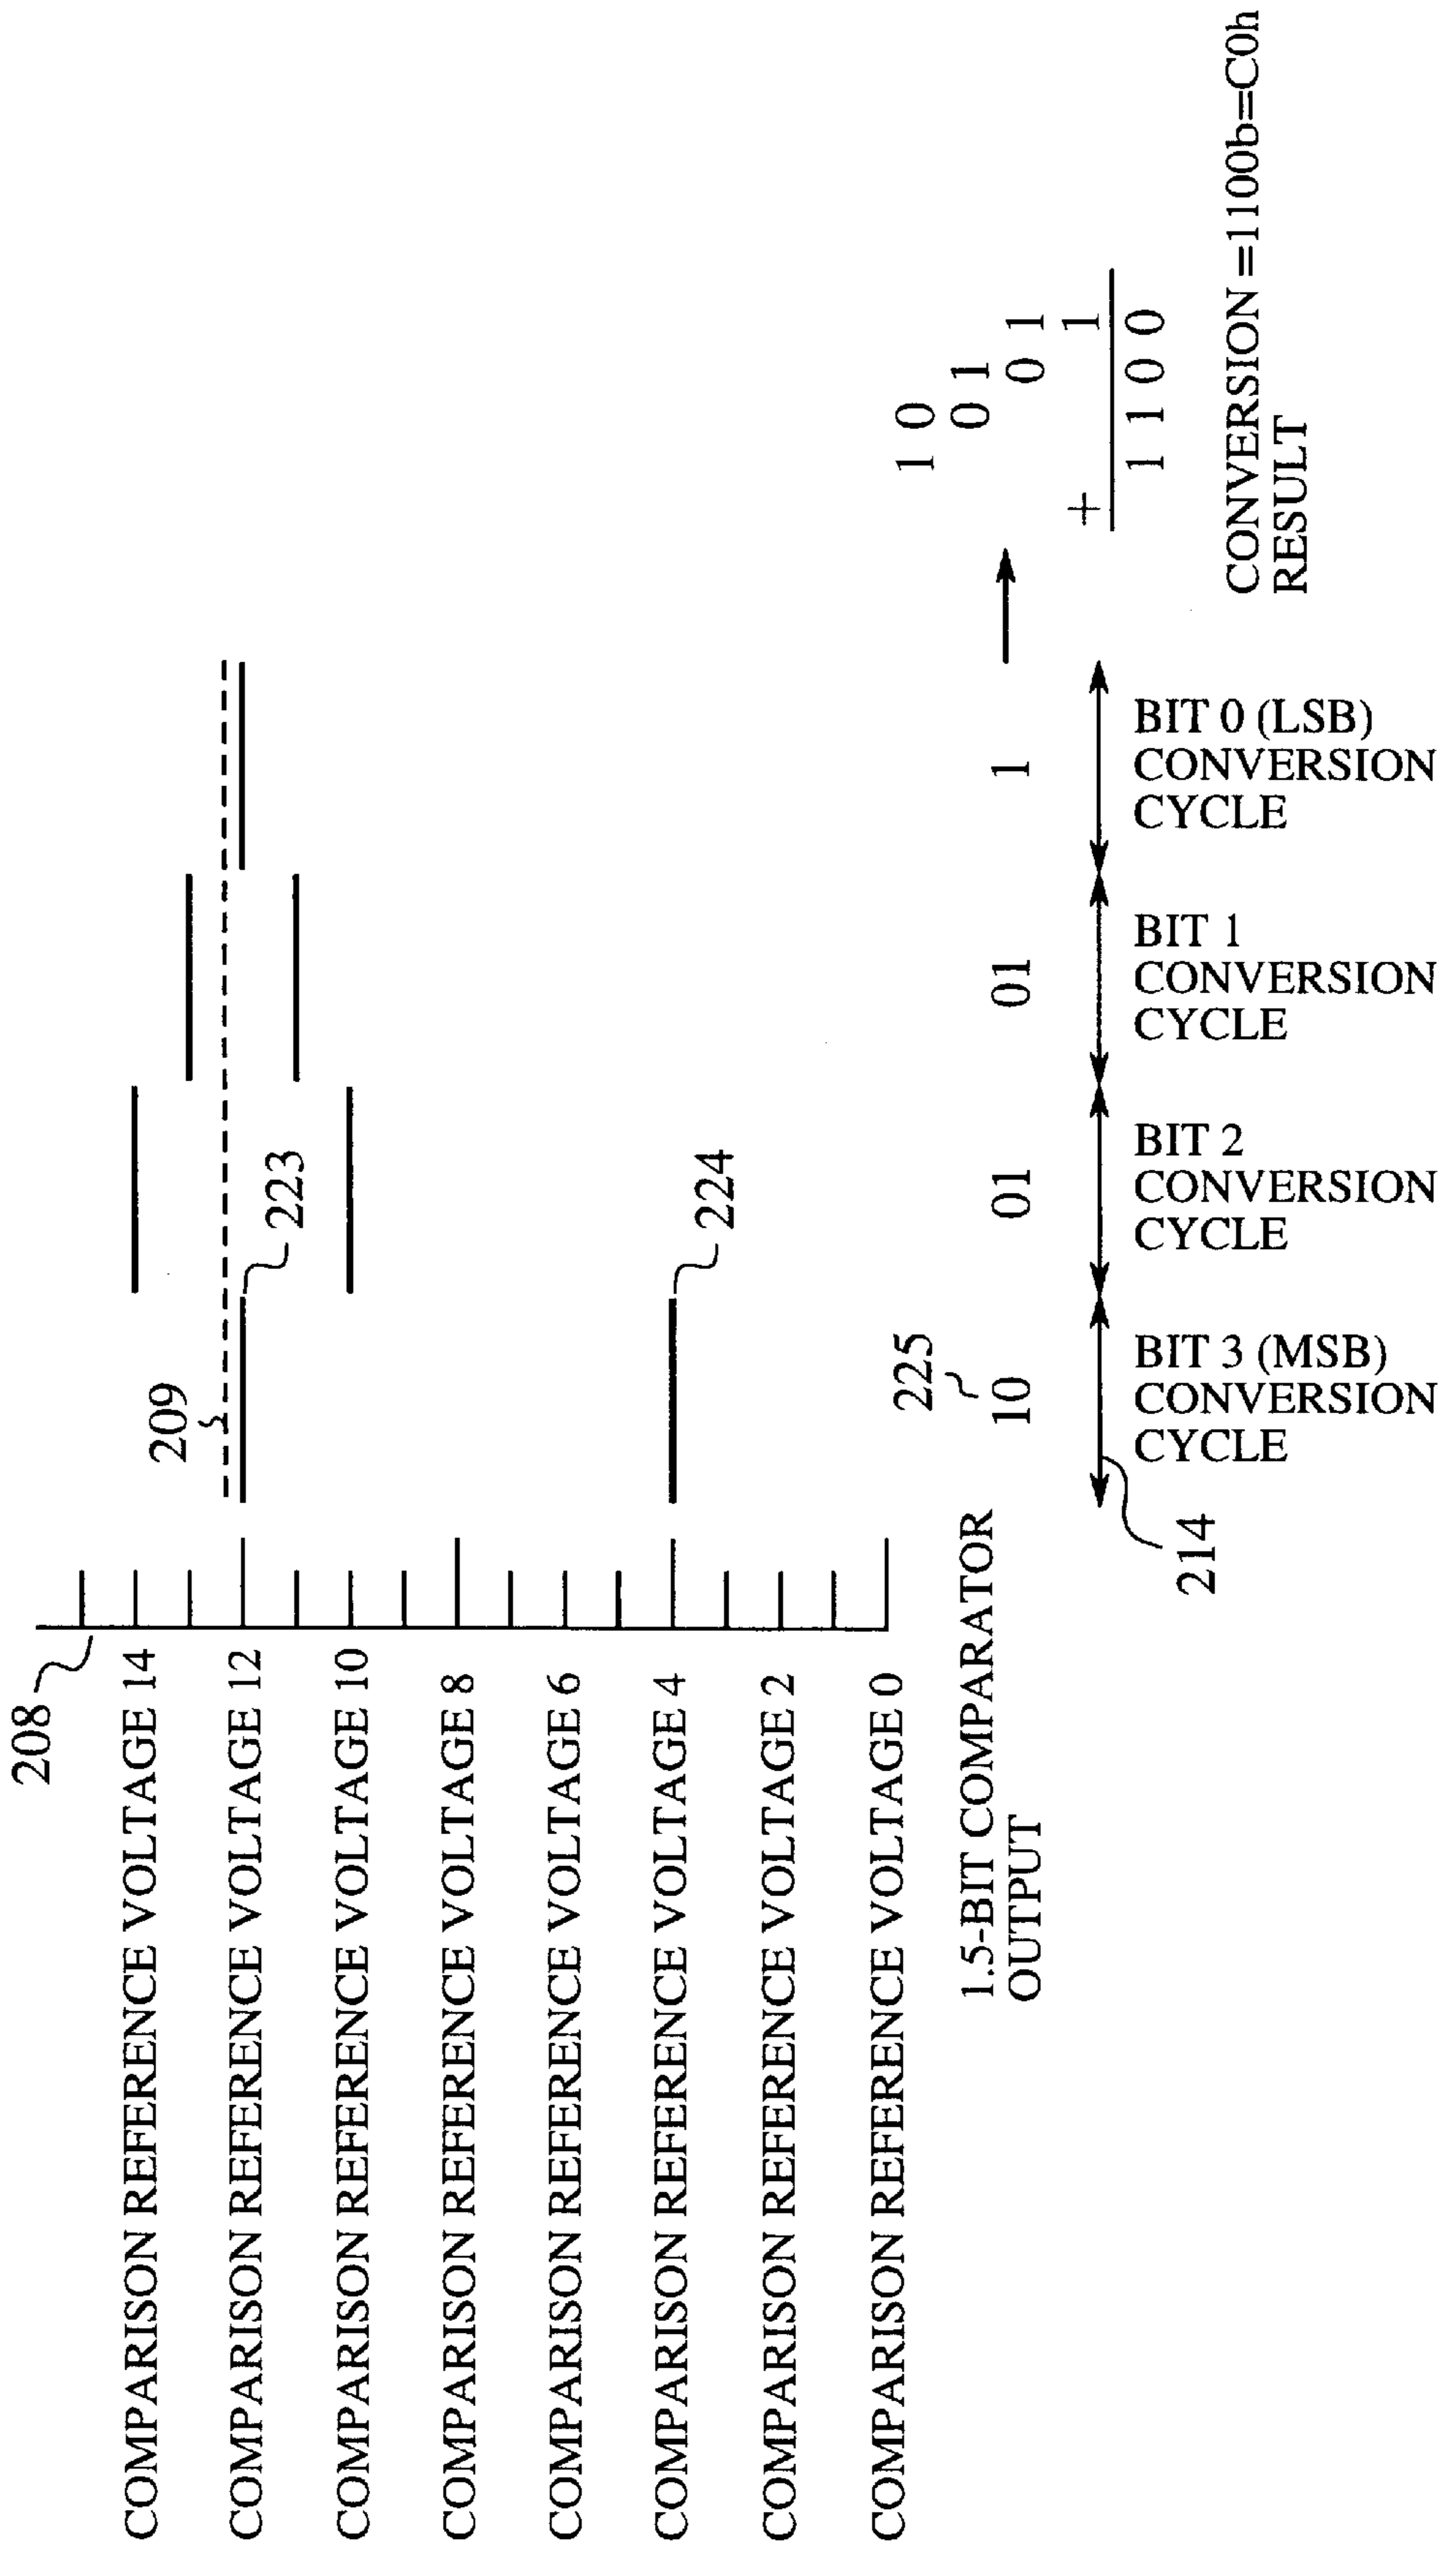 208
COMPARISON REFERENCE VOLTAGE 14
COMPARISON REFERENCE VOLTAGE 12
COMPARISON REFERENCE VOLTAGE 10
COMPARISON REFERENCE VOLTAGE 8
COMPARISON REFERENCE VOLTAGE 6
COMPARISON REFERENCE VOLTAGE 4
COMPARISON REFERENCE VOLTAGE 2
COMPARISON REFERENCE VOLTAGE 0
209
223
224
225
1.5-BIT COMPARATOR
OUTPUT
10
01
01
1
214
BIT 3 (MSB)
CONVERSION
CYCLE
BIT 2
CONVERSION
CYCLE
BIT 1
CONVERSION
CYCLE
BIT 0 (LSB)
CONVERSION
CYCLE
1 0
0 1
0 1
+ 1
1 1 0 0
CONVERSION =1100b=C0h
RESULT